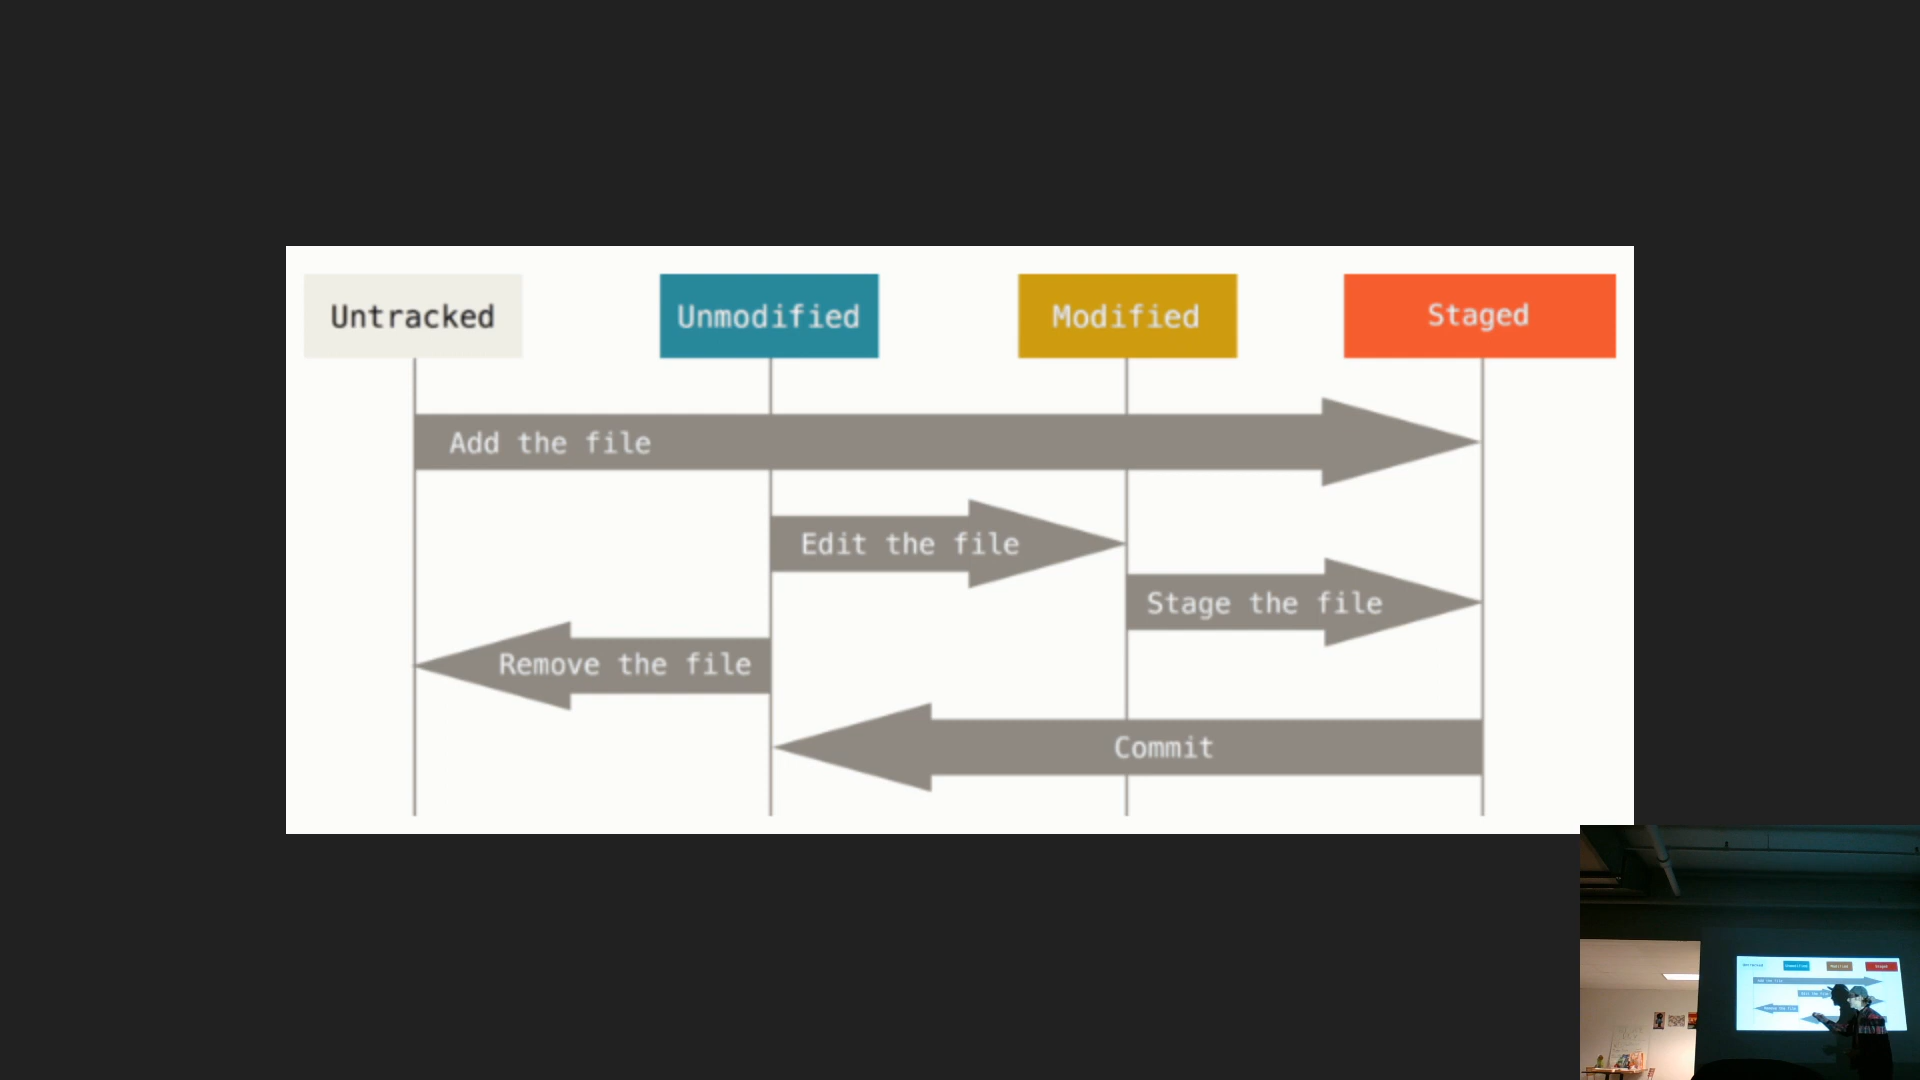 Untracked
Unmodified
Modified
Staged
Add the file
Edit the file
Stage the file
Remove the file
Commit